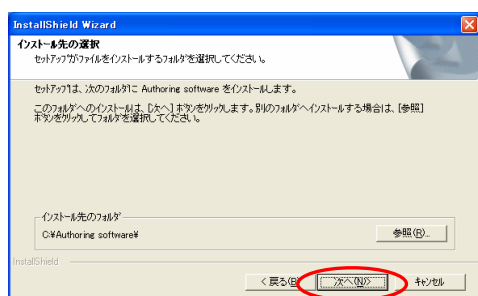 InstallShield Wizard
インストール先の選択
セットアップがファイルをインストールするフォルダを選択してください。
セットアップは、次のフォルダに Authoring software をインストールします。
このフォルダへのインストールは、[次へ] ボタンをクリックします。別のフォルダへインストールする場合は、[参照]
ボタンをクリックしてフォルダを選択してください。
インストール先のフォルダ
C:¥Authoring software¥
参照(R)...
InstallShield
< 戻る(B)
次へ(N)>
キャンセル